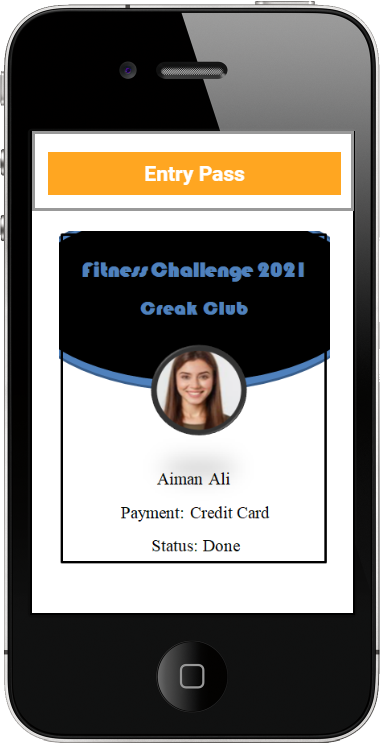 Entry Pass
Fitness Challenge 2021
Creak Club
Aiman Ali
Payment: Credit Card
Status: Done